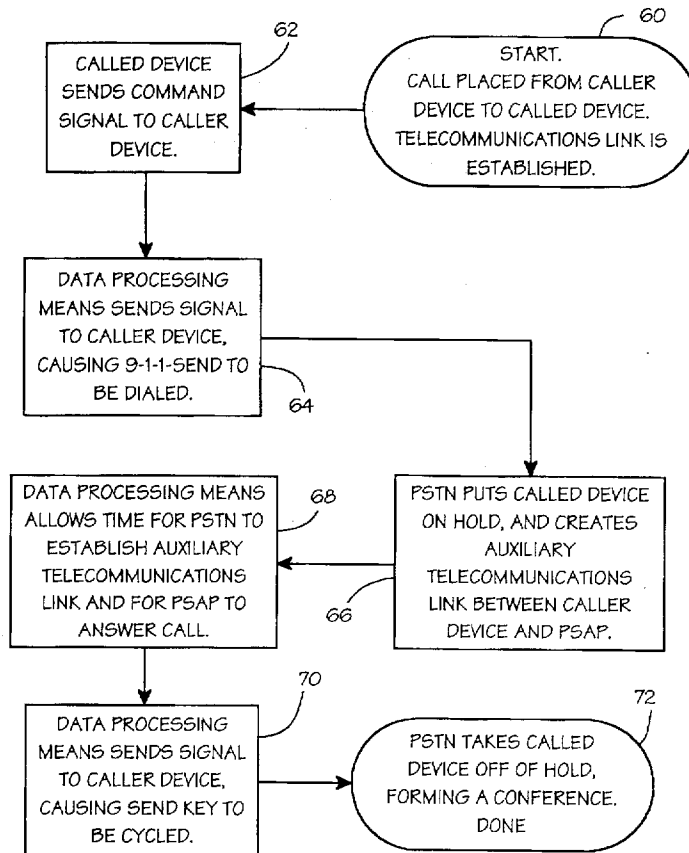 60
START.
CALL PLACED FROM CALLER
DEVICE TO CALLED DEVICE.
TELECOMMUNICATIONS LINK IS
ESTABLISHED.
62
CALLED DEVICE
SENDS COMMAND
SIGNAL TO CALLER
DEVICE.
DATA PROCESSING
MEANS SENDS SIGNAL
TO CALLER DEVICE,
CAUSING 9-1-1-SEND TO
BE DIALED.
64
PSTN PUTS CALLED DEVICE
ON HOLD, AND CREATES
AUXILIARY
TELECOMMUNICATIONS
LINK BETWEEN CALLER
DEVICE AND PSAP.
66
68
DATA PROCESSING MEANS
ALLOWS TIME FOR PSTN TO
ESTABLISH AUXILIARY
TELECOMMUNICATIONS
LINK AND FOR PSAP TO
ANSWER CALL.
70
DATA PROCESSING
MEANS SENDS SIGNAL
TO CALLER DEVICE,
CAUSING SEND KEY TO
BE CYCLED.
72
PSTN TAKES CALLED
DEVICE OFF OF HOLD,
FORMING A CONFERENCE.
DONE